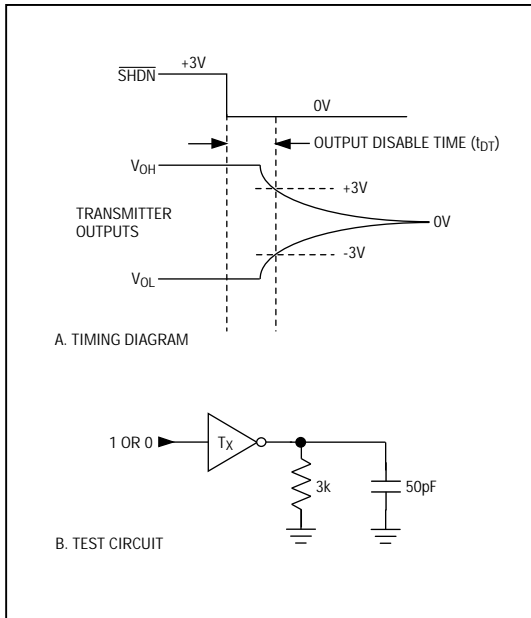 +3V
SHDN
0V
OUTPUT DISABLE TIME (tDT)
VOH
+3V
TRANSMITTER
OUTPUTS
0V
-3V
VOL
A. TIMING DIAGRAM
1 OR 0
TX
3k
50pF
B. TEST CIRCUIT